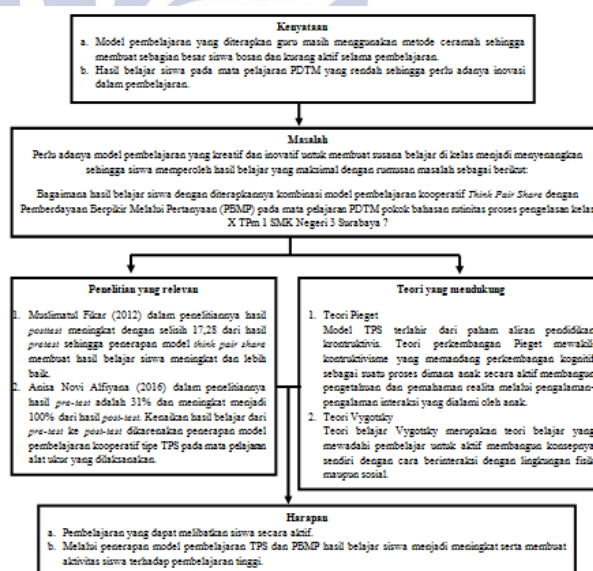 Kenyataan
a. Model pembelajaran yang diterapkan guru masih menggunakan metode ceramah sehingga
membuat sebagian besar siswa bosan dan kurang aktif selama pembelajaran.
b. Hasil belajar siswa pada mata pelajaran PDTM yang rendah sehingga perlu adanya inovasi
dalam pembelajaran.
Masalah
Perlu adanya model pembelajaran yang kreatif dan inovatif untuk membuat susana belajar di kelas menjadi menyenangkan
sehingga siswa memperoleh hasil belajar yang maksimal dengan rumusan masalah sebagai berikut:
Bagaimana hasil belajar siswa dengan diterapkannya kombinasi model pembelajaran kooperatif Think Pair Share dengan
Pemberdayaan Berpikir Melalui Pertanyaan (PBMP) pada mata pelajaran PDTM pokok bahasan rutinitas proses pengelasan kelas
X TPm 1 SMK Negeri 3 Surabaya ?
Penelitian yang relevan
1. Muslimatul Fikar (2012) dalam penelitiannya hasil
posttest meningkat dengan selisih 17,28 dari hasil
pretest sehingga penerapan model think pair share
membuat hasil belajar siswa meningkat dan lebih
baik.
2. Anisa Novi Alfiyana (2016) dalam penelitiannya
hasil pre-test adalah 31% dan meningkat menjadi
100% dari hasil post-test. Kenaikan hasil belajar dari
pre-test ke post-test dikarenakan penerapan model
pembelajaran kooperatif tipe TPS pada mata pelajaran
alat ukur yang dilaksanakan.
Teori yang mendukung
1. Teori Pieget
Model TPS terlahir dari paham aliran pendidikan
krontruktivis. Teori perkembangan Pieget mewakili
kontruktivisme yang memandang perkembangan kognitif
sebagai suatu proses dimana anak secara aktif membangun
pengetahuan dan pemahaman realita melalui pengalaman-
pengalaman interaksi yang dialami oleh anak.
2. Teori Vygotsky
Teori belajar Vygotsky merupakan teori belajar yang
mewadahi pembelajar untuk aktif membangun konsepnya
sendiri dengan cara berinteraksi dengan lingkungan fisik
maupun sosial.
Harapan
a. Pembelajaran yang dapat melibatkan siswa secara aktif.
b. Melalui penerapan model pembelajaran TPS dan PBMP hasil belajar siswa menjadi meningkat serta membuat
aktivitas siswa terhadap pembelajaran tinggi.